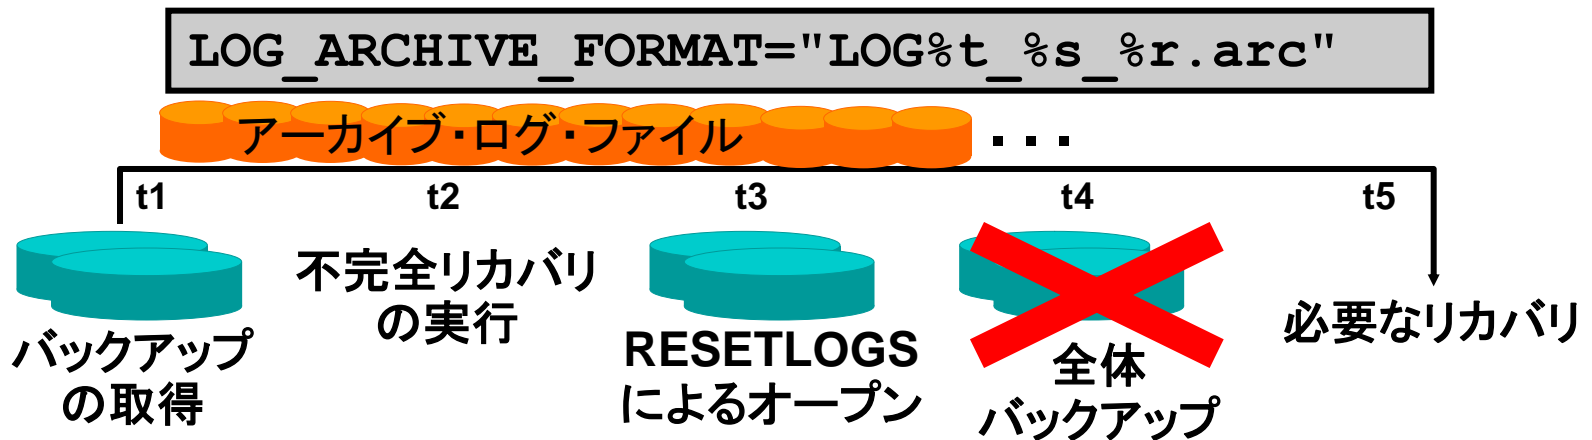 LOG_ARCHIVE_FORMAT="LOG%t_%s_%r.arc"
アーカイブ・ログ・ファイル ...
t1 t2 t3 t4 t5
バックアップ
の取得
不完全リカバリ
の実行
RESETLOGS
によるオープン
全体
バックアップ
必要なリカバリ